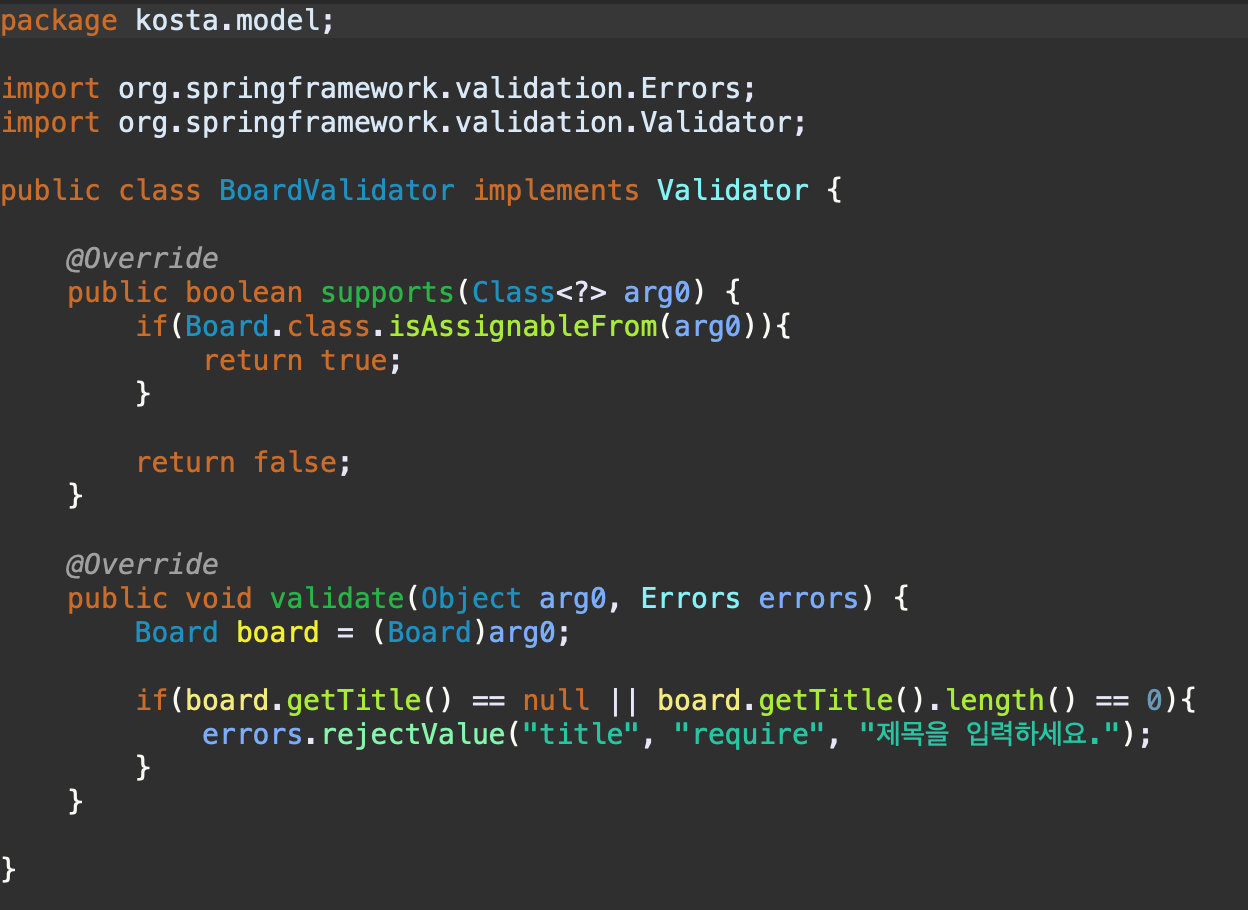 package kosta.model;
import org.springframework.validation.Errors;
import org.springframework.validation.Validator;
public class BoardValidator implements Validator {
@Override
public boolean supports(Class<?> arg0) {
if(Board.class.isAssignableFrom(arg0)){
return true;
}
return false;
}
@Override
public void validate(Object arg0, Errors errors) {
Board board = (Board)arg0;
if(board.getTitle() == null || board.getTitle().length() == 0){
errors.rejectValue("title", "require", "제목을 입력하세요.");
}
}
}